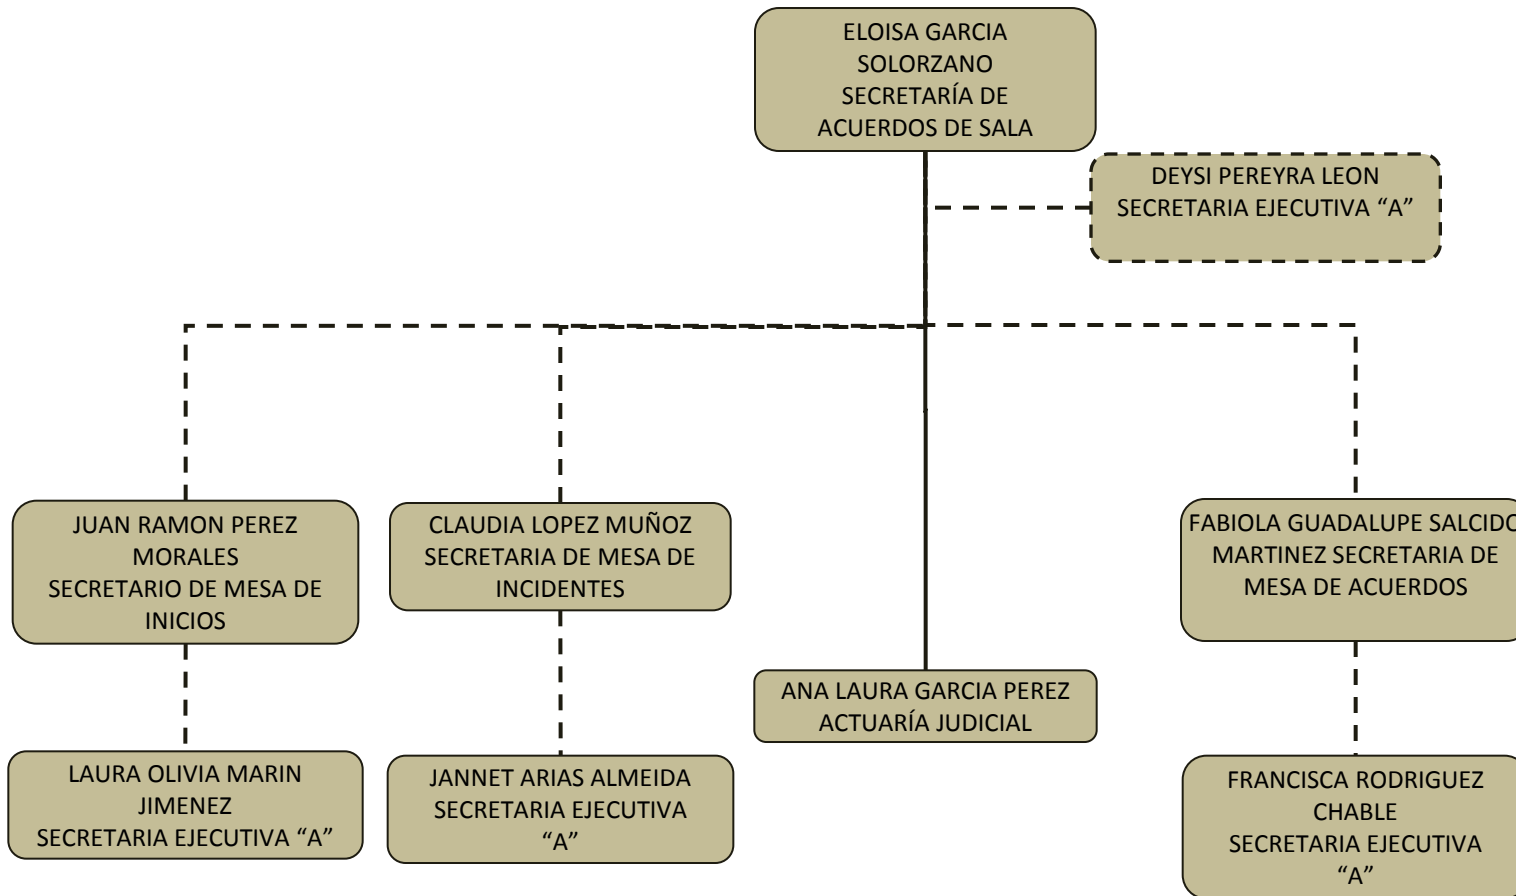 ELOISA GARCIA
SOLORZANO
SECRETARÍA DE
ACUERDOS DE SALA
DEYSI PEREYRA LEON
SECRETARIA EJECUTIVA “A”
JUAN RAMON PEREZ
MORALES
SECRETARIO DE MESA DE
INICIOS
CLAUDIA LOPEZ MUÑOZ
SECRETARIA DE MESA DE
INCIDENTES
FABIOLA GUADALUPE SALCIDO
MARTINEZ SECRETARIA DE
MESA DE ACUERDOS
ANA LAURA GARCIA PEREZ
ACTUARÍA JUDICIAL
LAURA OLIVIA MARIN
JIMENEZ
SECRETARIA EJECUTIVA “A”
JANNET ARIAS ALMEIDA
SECRETARIA EJECUTIVA
“A”
FRANCISCA RODRIGUEZ
CHABLE
SECRETARIA EJECUTIVA
“A”